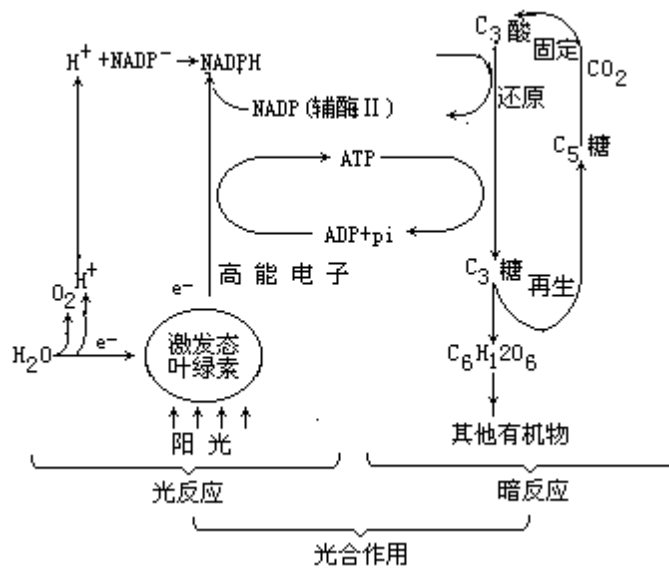 C3酸
固定
CO2
H+ +NADP- NADPH
还原
NADP(辅酶II)
C5糖
ATP
ADP+pi
C3糖
再生
高能电子
e-
H+
O2
e-
H2O
激发态
叶绿素
C6H12O6
阳光
其他有机物
光反应
暗反应
光合作用